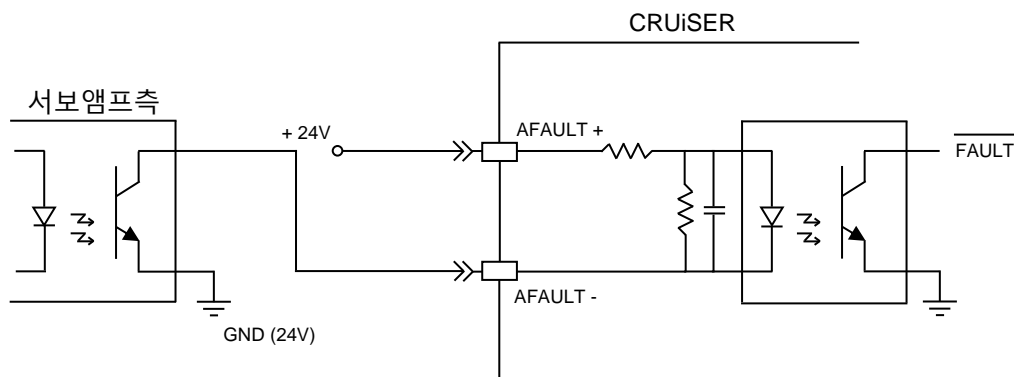 CRUiSER
서보앰프측
+ 24V
AFAULT +
FAULT
AFAULT -
GND (24V)